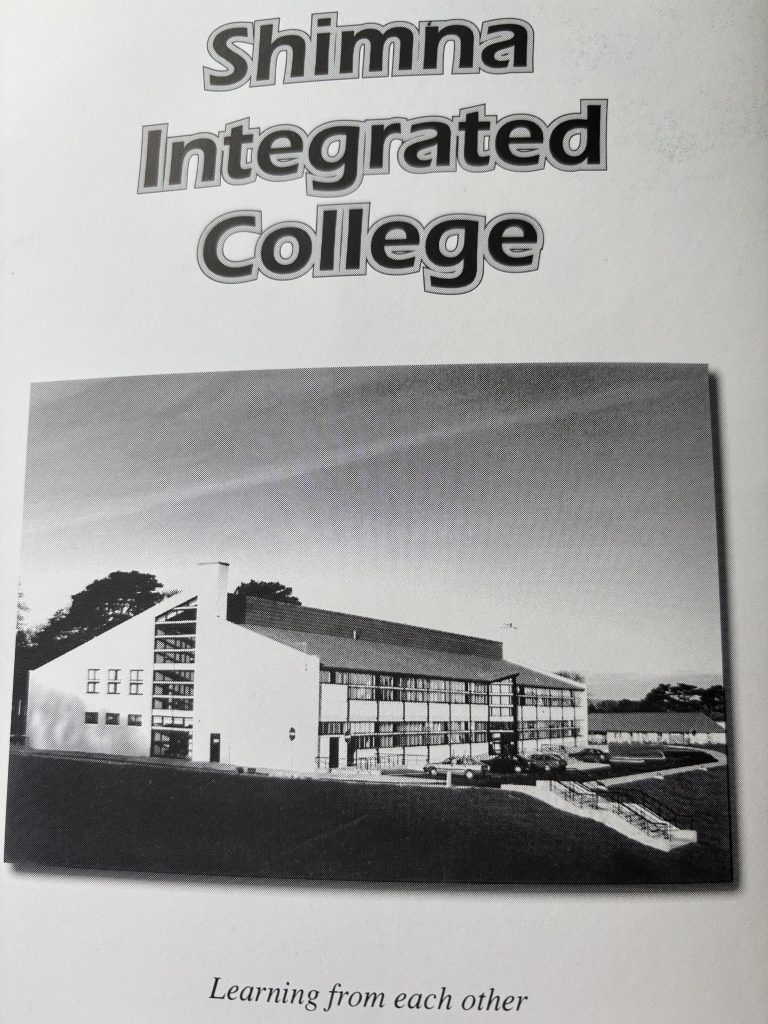 Shimna
Integrated
College
Learning from each other